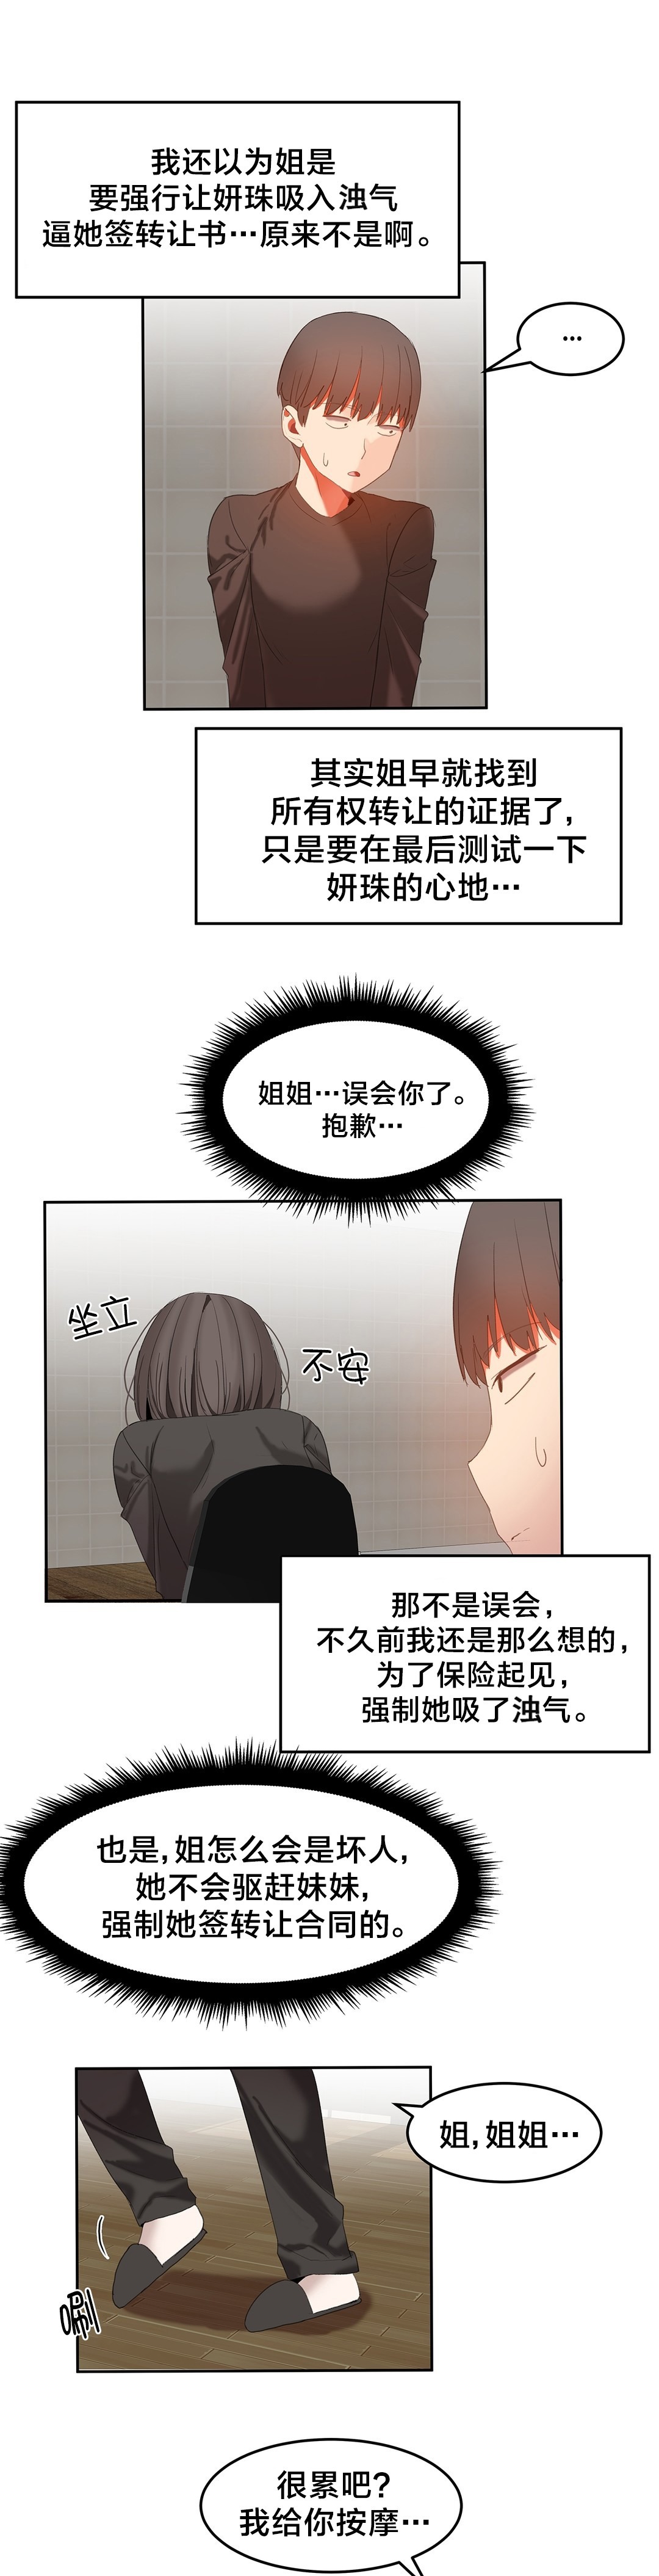 我还以为姐是
要强行让妍珠吸入浊气
逼她签转让书…原来不是啊。
…
其实姐早就找到
所有权转让的证据了,
只是要在最后测试一下
妍珠的心地…
姐姐…误会你了。
抱歉…
坐立
不安
那不是误会,
不久前我还是那么想的,
为了保险起见,
强制她吸了浊气。
也是,姐怎么会是坏人,
她不会驱赶妹妹,
强制她签转让合同的。
姐,姐姐…
唰
很累吧?
我给你按摩…